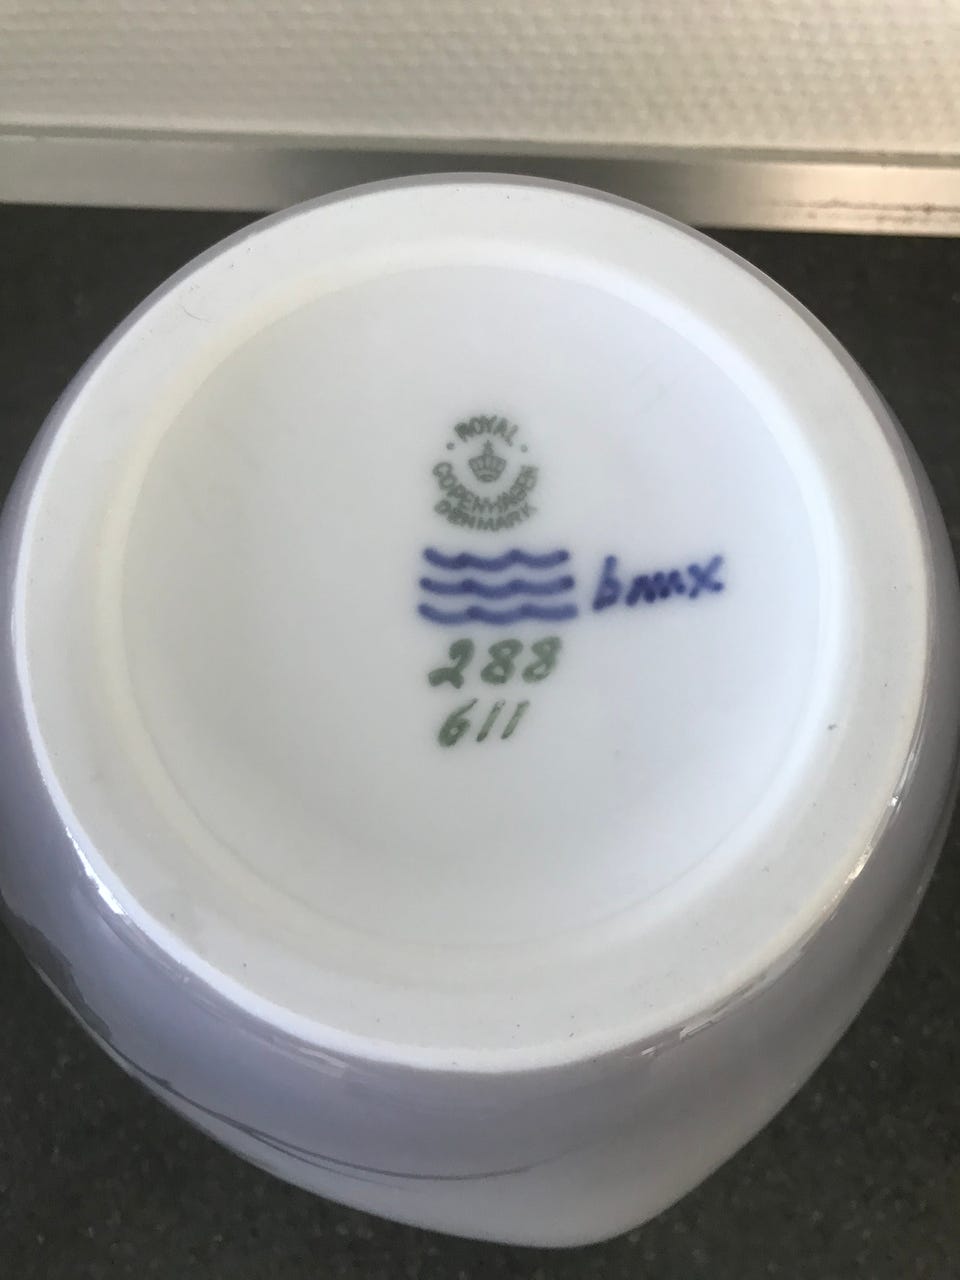 ROYAL
COPENHAGEN
DENMARK
bmx
288
611